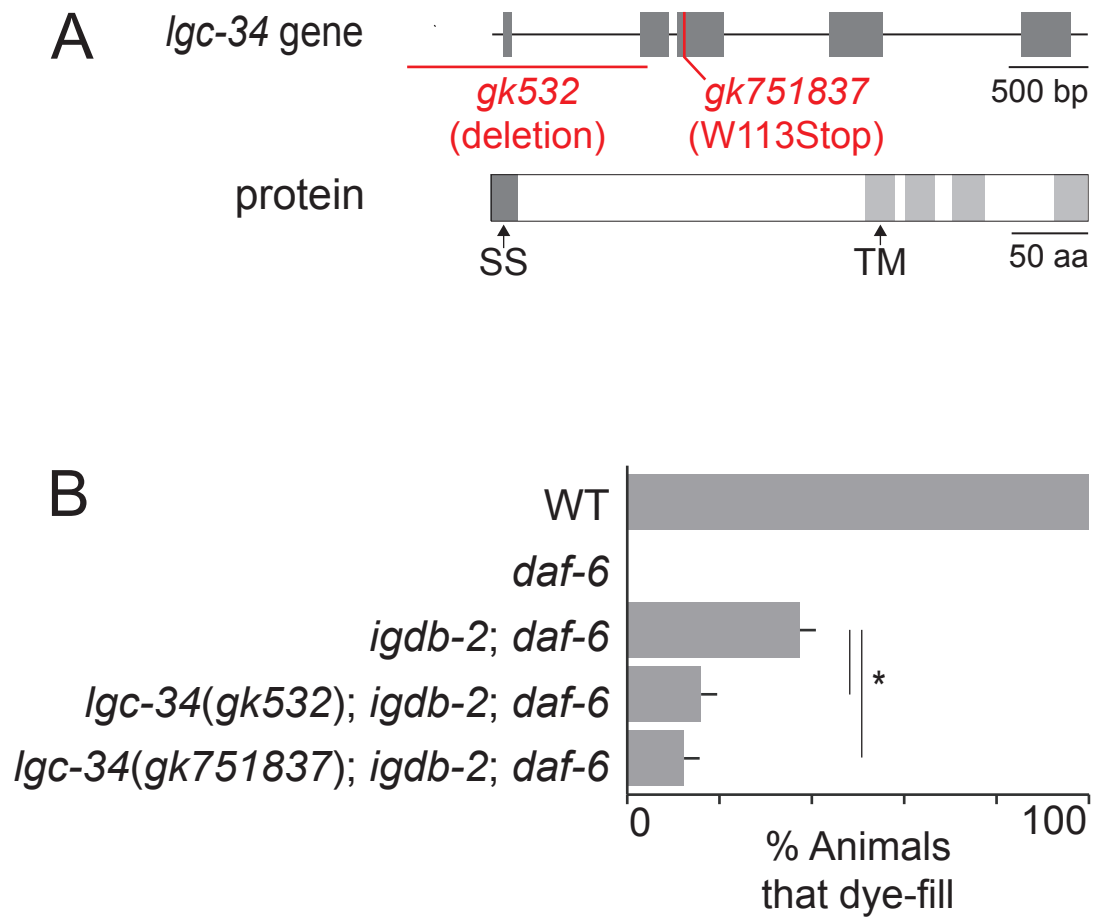 A
lgc-34 gene
gk532
(deletion)
gk751837
(W113Stop)
500 bp
protein
SS
TM
50 aa
B
WT
daf-6
igdb-2; daf-6
lgc-34(gk532); igdb-2; daf-6
lgc-34(gk751837); igdb-2; daf-6
*
0
100
% Animals
that dye-fill